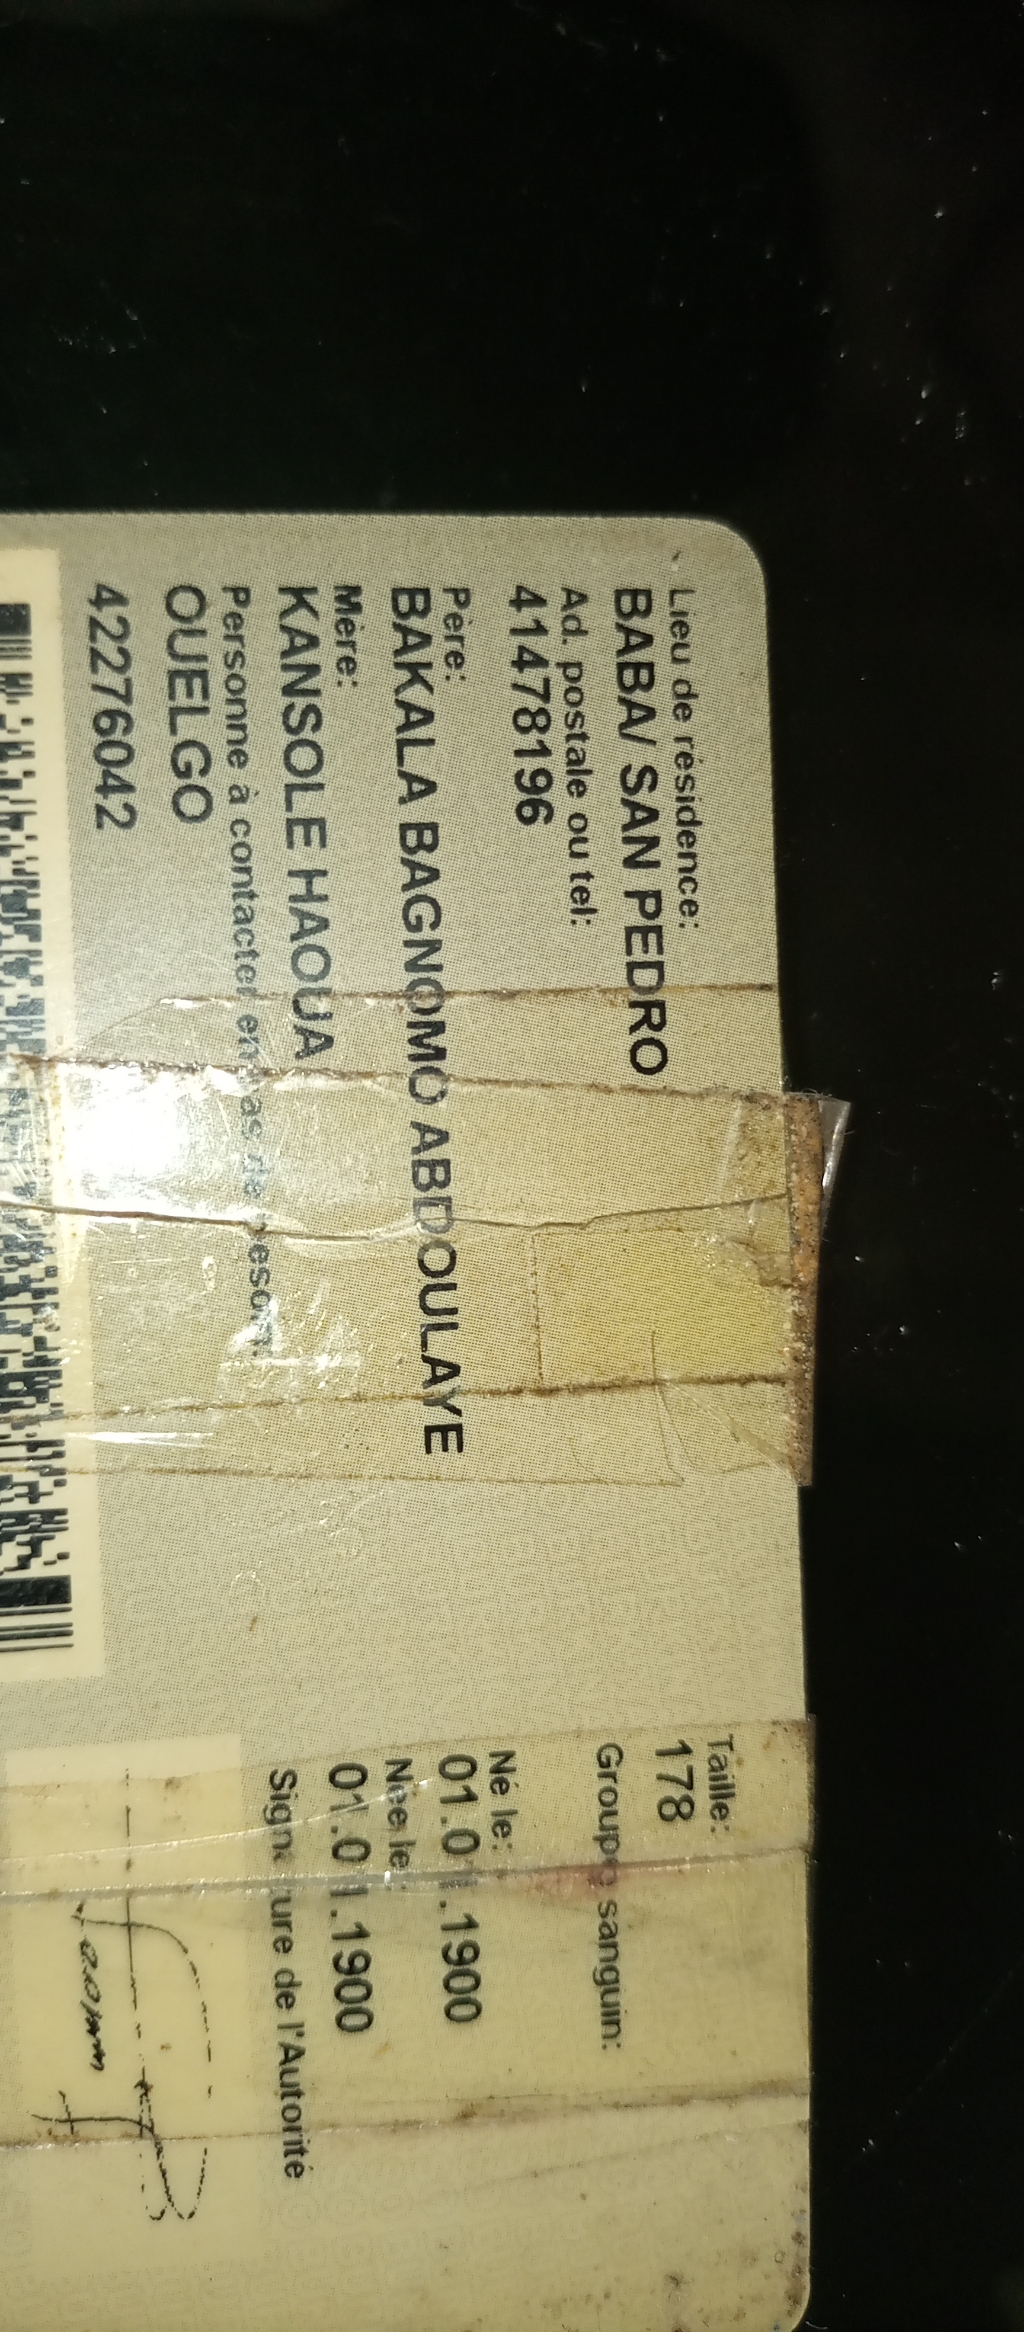 Lieu de résidence:
BABA/ SAN PEDRO
Ad. postale ou tel:
41478196
Père:
BAKALA BAGNOMO ABDOULAYE
Mère:
KANSOLE HAOUA
Personne à contacter en cas de besoin:
OUELGO
42276042
Taille:
178
Groupe sanguin:
Né le:
01.01.1900
Née le:
01.01.1900
Signature de l'Autorité